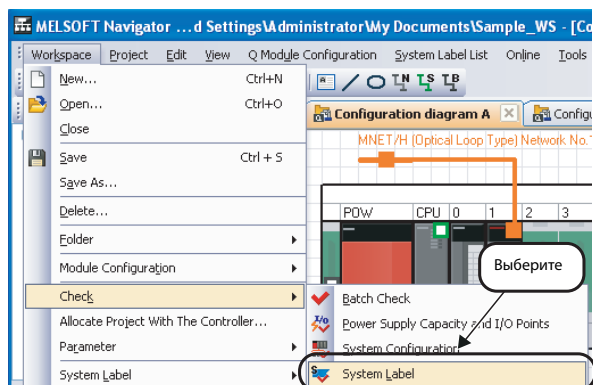 MELSOFT Navigator ...d Settings\Administrator\My Documents\Sample_WS - [Co
Workspace Project Edit View Q Module Configuration System Label List Online Tools
New... Ctrl+N
Open... Ctrl+O
Close
Save Ctrl + S
Save As...
Delete...
Folder
Module Configuration
Check
Allocate Project With The Controller...
Parameter
System Label
Configuration diagram A
Configu
MNET/H (Optical Loop Type) Network No.1
POW CPU 0 1 2 3
Выберите
Batch Check
Power Supply Capacity and I/O Points
System Configuration
System Label